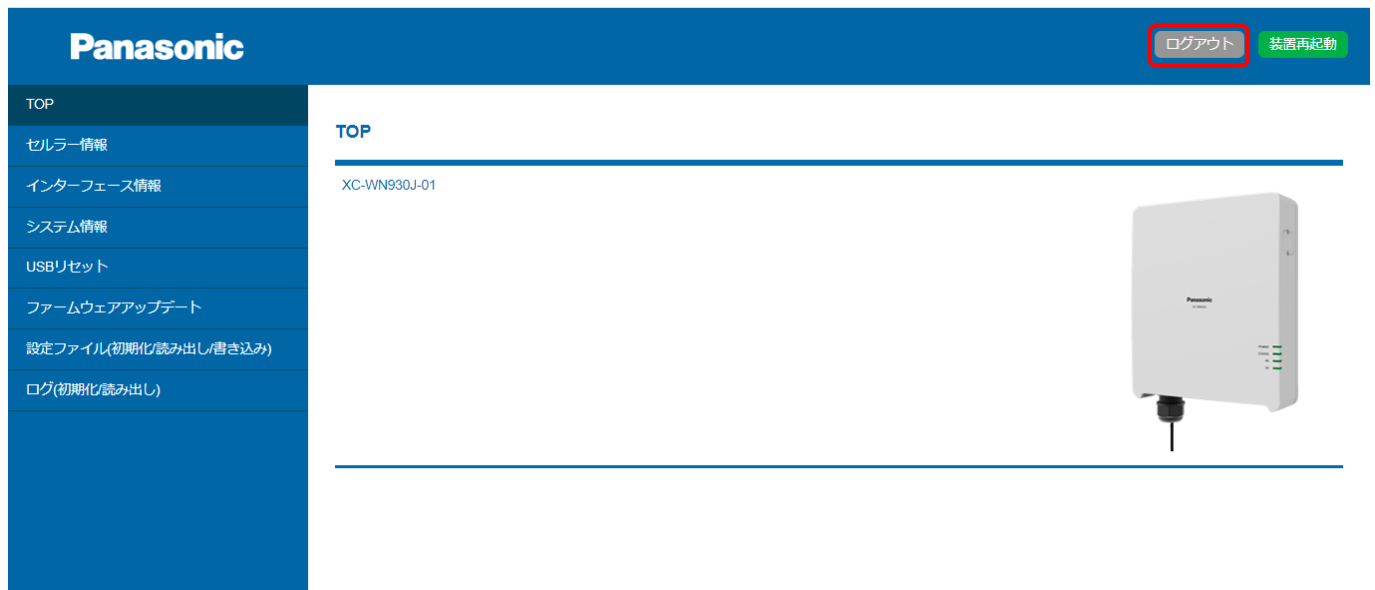 Panasonic
ログアウト
装置再起動
TOP
セルラー情報
インターフェース情報
システム情報
USBリセット
ファームウェアアップデート
設定ファイル(初期化/読み出し/書き込み)
ログ(初期化/読み出し)
TOP
XC-WN930J-01
Panasonic